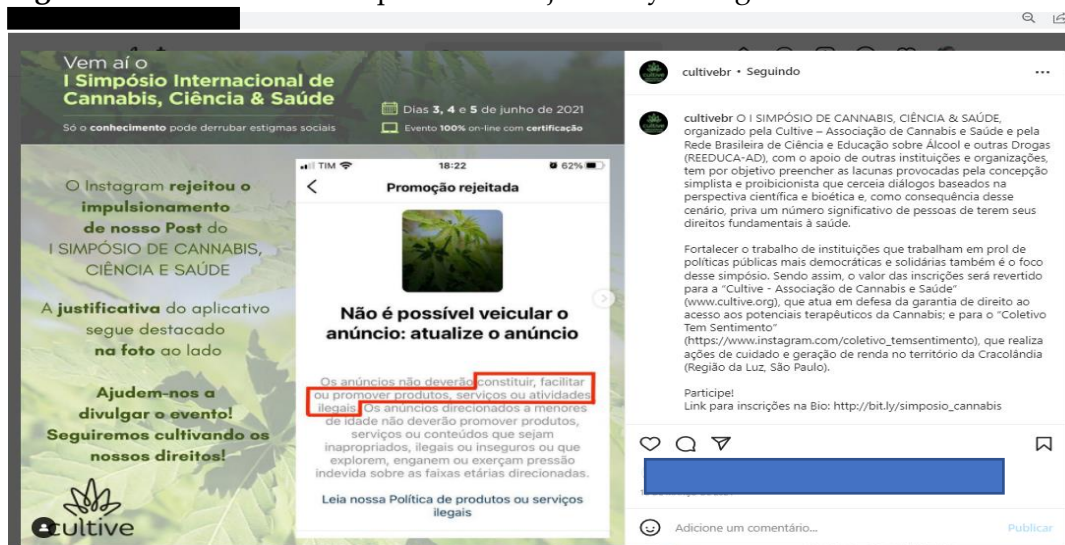 Vem aí o
I Simpósio Internacional de
Cannabis, Ciência & Saúde
Só o conhecimento pode derrubar estigmas sociais
Dias 3, 4 e 5 de junho de 2021
Evento 100% on-line com certificação
O Instagram rejeitou o
impulsionamento
de nosso Post do
I SIMPÓSIO DE CANNABIS,
CIÊNCIA E SAÚDE
A justificativa do aplicativo
segue destacado
na foto ao lado
Ajudem-nos a
divulgar o evento!
Seguiremos cultivando os
nossos direitos!
cultive
TIM
18:22
62%
Promoção rejeitada
Não é possível veicular o
anúncio: atualize o anúncio
Os anúncios não deverão constituir, facilitar
ou promover produtos, serviços ou atividades
ilegais. Os anúncios direcionados a menores
de idade não deverão promover produtos,
serviços ou conteúdos que sejam
inapropriados, ilegais ou inseguros ou que
explorem, enganem ou exerçam pressão
indevida sobre as faixas etárias direcionadas.
Leia nossa Política de produtos ou serviços
ilegais
cultivebr • Seguindo
cultivebr O I SIMPÓSIO DE CANNABIS, CIÊNCIA & SAÚDE,
organizado pela Cultive – Associação de Cannabis e Saúde e pela
Rede Brasileira de Ciência e Educação sobre Álcool e outras Drogas
(REEDUCA-AD), com o apoio de outras instituições e organizações,
tem por objetivo preencher as lacunas provocadas pela concepção
simplista e proibicionista que cerceia diálogos baseados na
perspectiva científica e bioética e, como consequência desse
cenário, priva um número significativo de pessoas de terem seus
direitos fundamentais à saúde.
Fortalecer o trabalho de instituições que trabalham em prol de
políticas públicas mais democráticas e solidárias também é o foco
desse simpósio. Sendo assim, o valor das inscrições será revertido
para a “Cultive - Associação de Cannabis e Saúde”
(www.cultive.org), que atua em defesa da garantia de direito ao
acesso aos potenciais terapêuticos da Cannabis; e para o “Coletivo
Tem Sentimento”
(https://www.instagram.com/coletivo_temsentimento), que realiza
ações de cuidado e geração de renda no território da Cracolândia
(Região da Luz, São Paulo).
Participe!
Link para inscrições na Bio: http://bit.ly/simposio_cannabis
Adicione um comentário...
Publicar